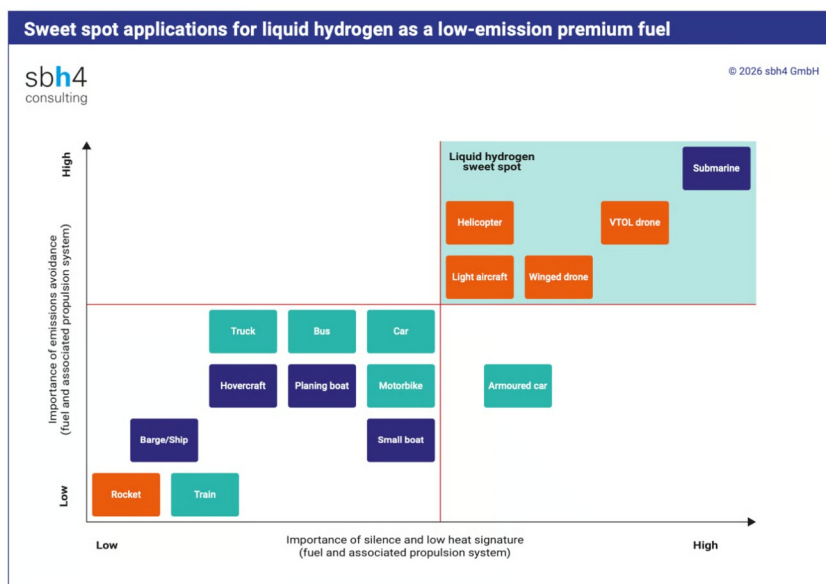 Sweet spot applications for liquid hydrogen as a low-emission premium fuel
sbh4
consulting
© 2026 sbh4 GmbH
High
Importance of emissions avoidance
(fuel and associated propulsion system)
Low
Liquid hydrogen
sweet spot
Submarine
Helicopter
VTOL drone
Light aircraft
Winged drone
Truck
Bus
Car
Hovercraft
Planing boat
Motorbike
Armoured car
Barge/Ship
Small boat
Rocket
Train
Low
Importance of silence and low heat signature
(fuel and associated propulsion system)
High